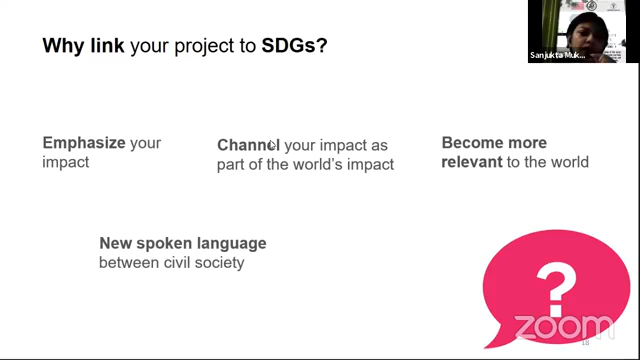 Why link your project to SDGs?
Sanjukta Muk...
Emphasize your
impact
Channel your impact as
part of the world's impact
Become more
relevant to the world
New spoken language
between civil society
?
zoom
18